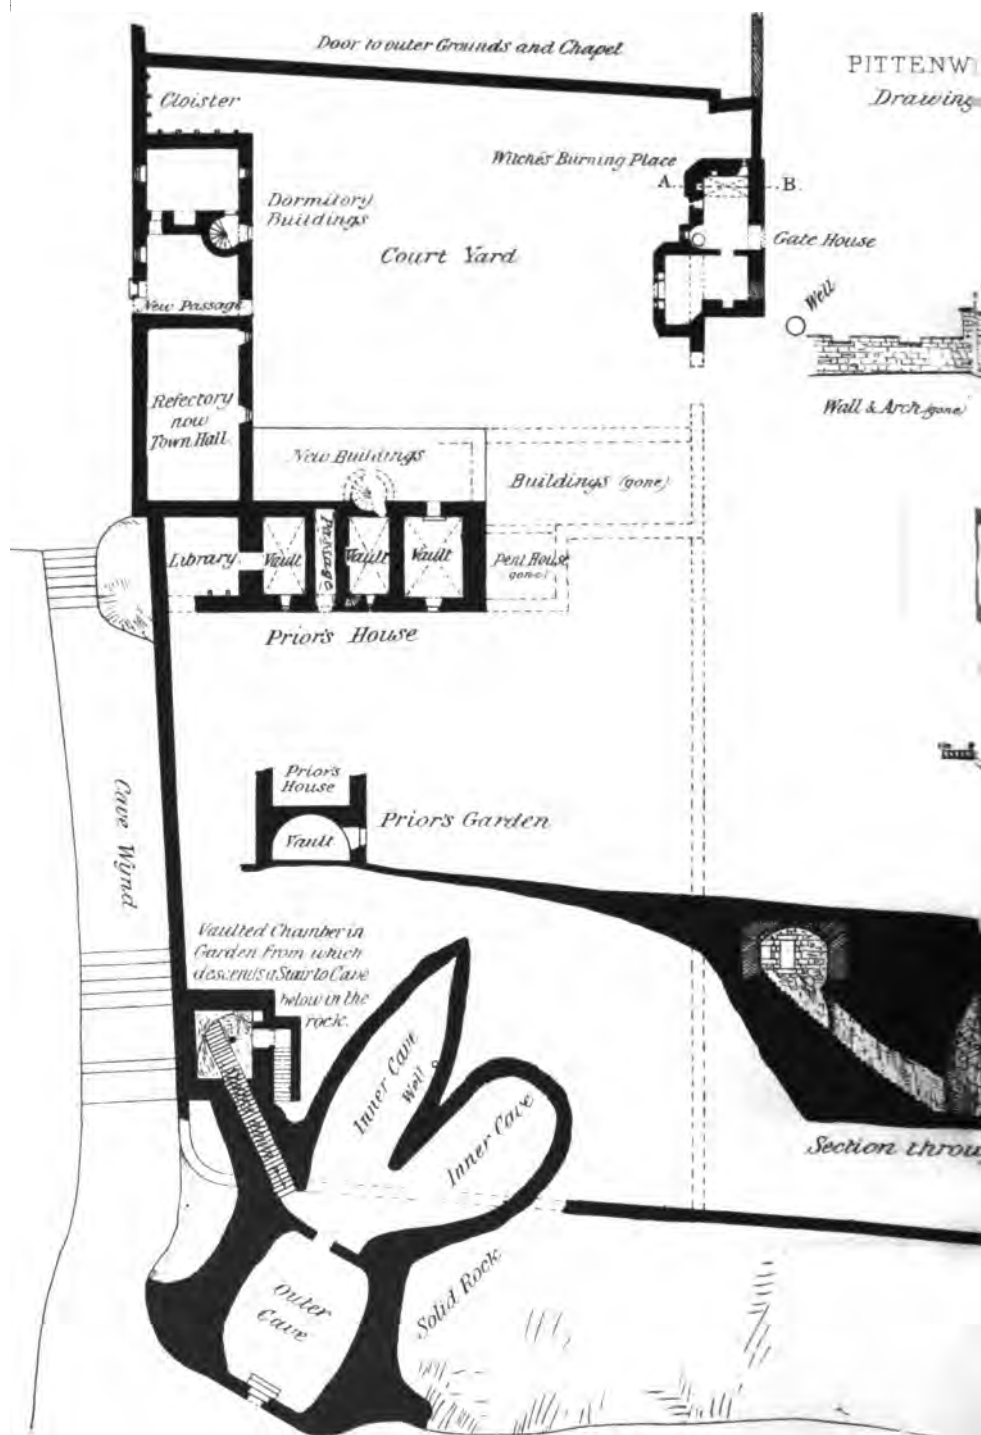 Door to outer Grounds and Chapel
PITTENW
Drawing
Cloister
Witches Burning Place
A
B
Dormitory
Buildings
Court Yard
Gate House
Well
New Passage
Refectory
now
Town Hall
Wall & Arch (gone)
New Buildings
Buildings (gone)
Library
Vault
Passage
Vault
Vault
Pent House
(gone)
Prior's House
Prior's
House
Prior's Garden
Vault
Cave Wynd
Vaulted Chamber in
Garden from which
descends a Stair to Cave
below in the
rock.
Inner Cave
Well
Inner Cave
Section throu
Solid Rock
Outer
Cave